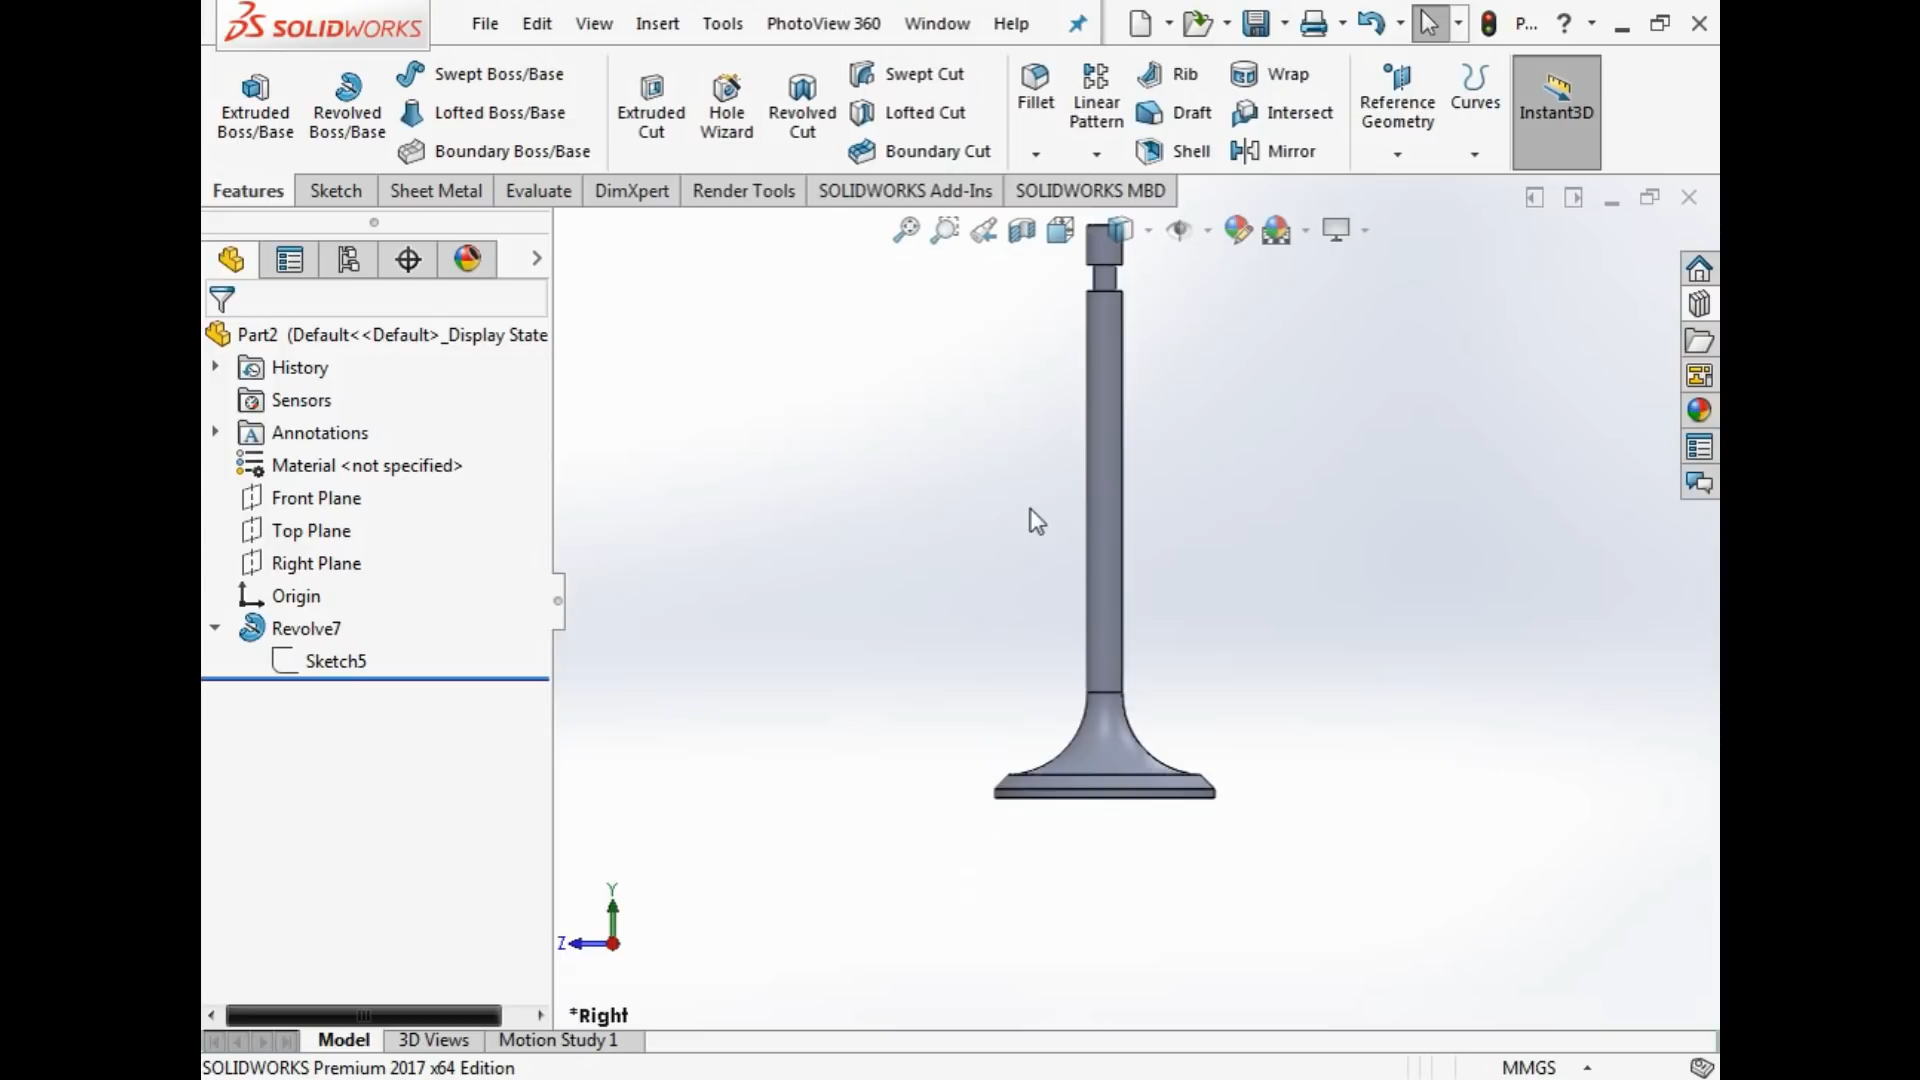 SOLIDWORKS File Edit View Insert Tools PhotoView 360 Window Help P... ?
Extruded Boss/Base
Revolved Boss/Base
Swept Boss/Base
Lofted Boss/Base
Boundary Boss/Base
Extruded Cut
Hole Wizard
Revolved Cut
Swept Cut
Lofted Cut
Boundary Cut
Fillet
Linear Pattern
Rib
Draft
Shell
Wrap
Intersect
Mirror
Reference Geometry
Curves
Instant3D
Features Sketch Sheet Metal Evaluate DimXpert Render Tools SOLIDWORKS Add-Ins SOLIDWORKS MBD
Part2 (Default<<Default>_Display State
History
Sensors
Annotations
Material <not specified>
Front Plane
Top Plane
Right Plane
Origin
Revolve7
Sketch5
Y
Z
*Right
Model 3D Views Motion Study 1
SOLIDWORKS Premium 2017 x64 Edition MMGS